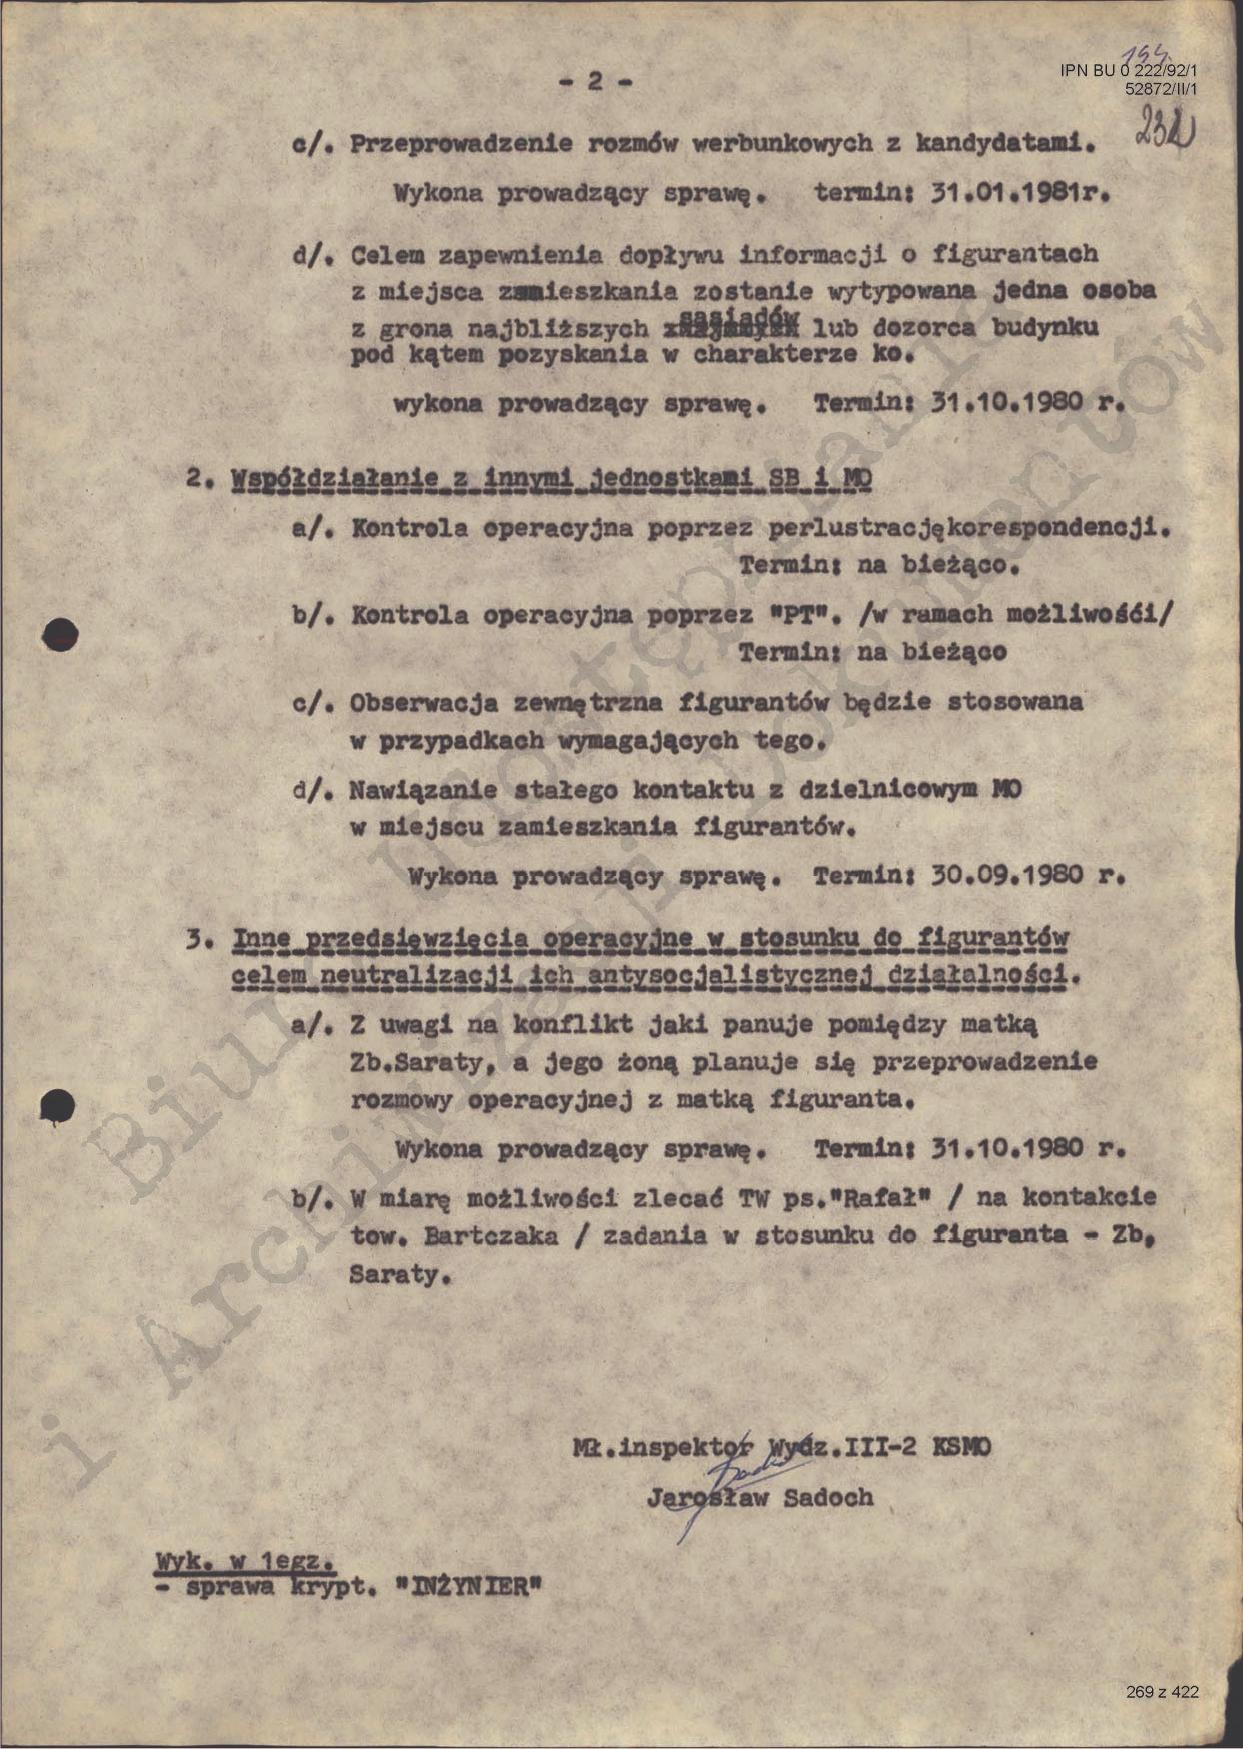 194.
IPN BU 0 222/92/1
52872/II/1
- 2 -
232
c/. Przeprowadzenie rozmów werbunkowych z kandydatami.
Wykona prowadzący sprawę. termin: 31.01.1981r.
d/. Celem zapewnienia dopływu informacji o figurantach
z miejsca zamieszkania zostanie wytypowana jedna osoba
z grona najbliższych sąsiadów lub dozorca budynku
pod kątem pozyskania w charakterze ko.
wykona prowadzący sprawę. Termin: 31.10.1980 r.
2. Współdziałanie z innymi jednostkami SB i MO
a/. Kontrola operacyjna poprzez perlustracjękorespondencji.
Termin: na bieżąco.
b/. Kontrola operacyjna poprzez "PT". /w ramach możliwośći/
Termin: na bieżąco
c/. Obserwacja zewnętrzna figurantów będzie stosowana
w przypadkach wymagających tego.
d/. Nawiązanie stałego kontaktu z dzielnicowym MO
w miejscu zamieszkania figurantów.
Wykona prowadzący sprawę. Termin: 30.09.1980 r.
3. Inne przedsięwzięcia operacyjne w stosunku do figurantów
celem neutralizacji ich antysocjalistycznej działalności.
a/. Z uwagi na konflikt jaki panuje pomiędzy matką
Zb.Saraty, a jego żoną planuje się przeprowadzenie
rozmowy operacyjnej z matką figuranta.
Wykona prowadzący sprawę. Termin: 31.10.1980 r.
b/. W miarę możliwości zlecać TW ps."Rafał" / na kontakcie
tow. Bartczaka / zadania w stosunku do figuranta - Zb,
Saraty.
Mł.inspektor Wydz.III-2 KSMO
Jarosław Sadoch
Wyk. w 1egz.
- sprawa krypt. "INŻYNIER"
269 z 422
Biuro Udostępniania
i Archiwizacji Dokumentów